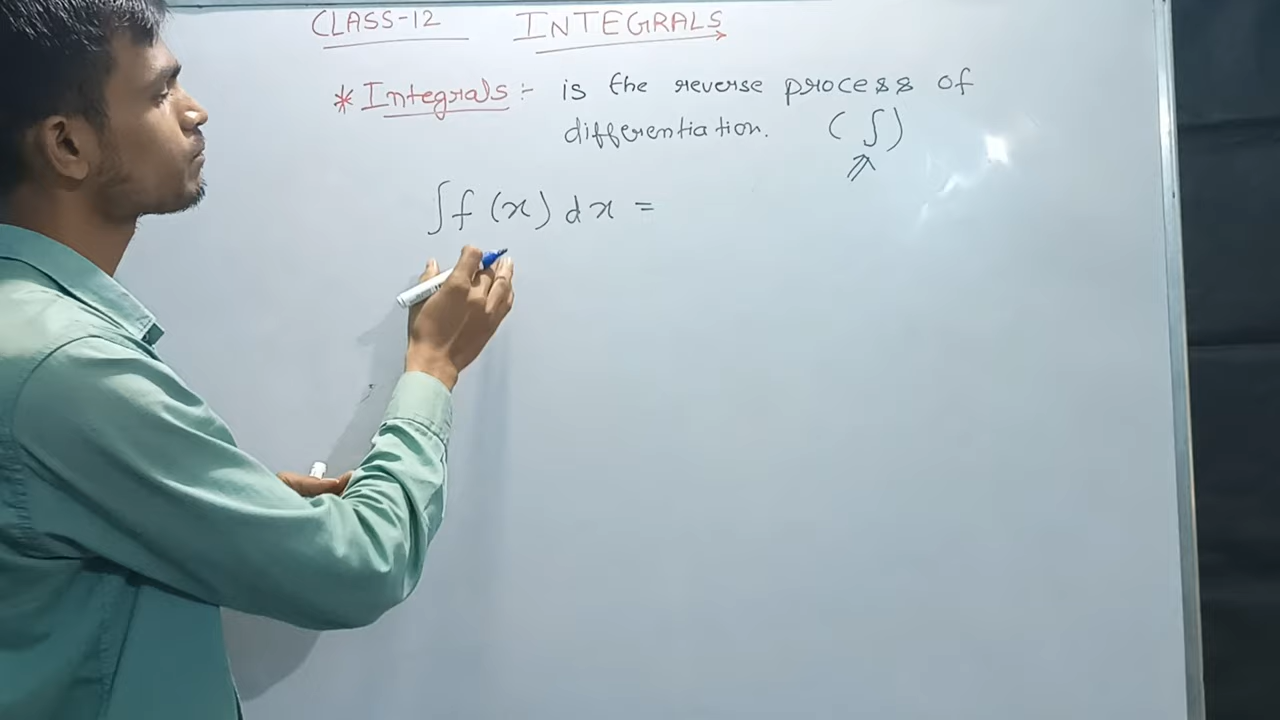 CLASS-12 INTEGRALS
* Integrals:- is the reverse process of
differentiation. (∫)
∫f(x) dx =